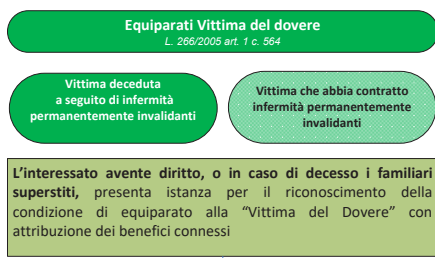 Equiparati Vittima del dovere
L. 266/2005 art. 1 c. 564
Vittima deceduta
a seguito di infermità
permanentemente invalidanti
Vittima che abbia contratto
infermità permanentemente
invalidanti
L’interessato avente diritto, o in caso di decesso i familiari
superstiti, presenta istanza per il riconoscimento della
condizione di equiparato alla “Vittima del Dovere” con
attribuzione dei benefici connessi